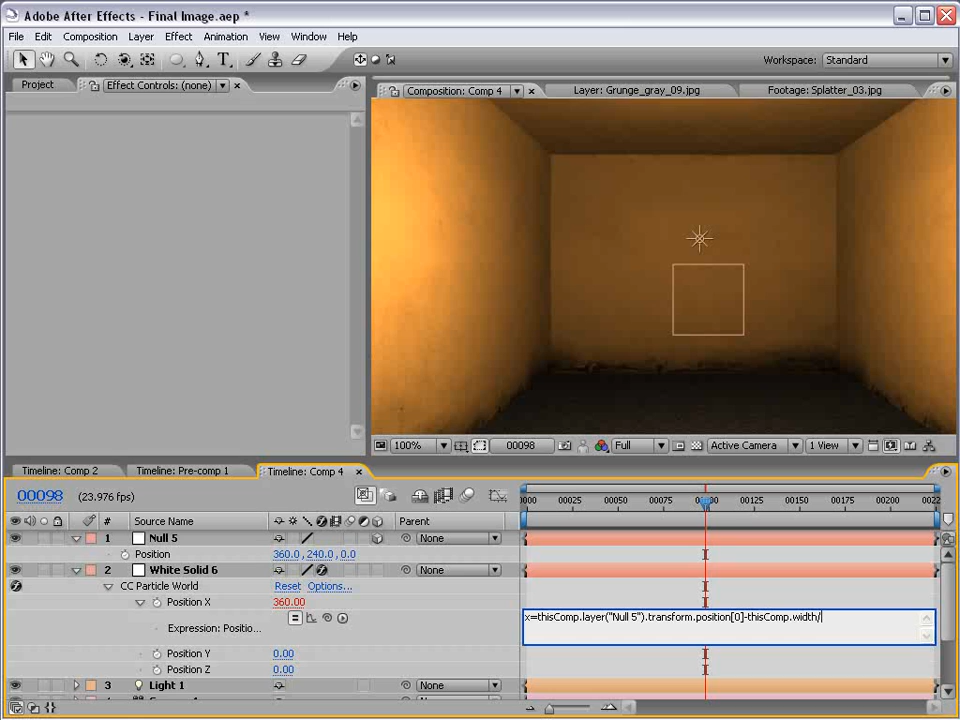 Adobe After Effects - Final Image.aep *
File Edit Composition Layer Effect Animation View Window Help
Workspace: Standard
Project Effect Controls: (none) Composition: Comp 4 Layer: Grunge_gray_09.jpg Footage: Splatter_03.jpg
100% 00098 Full Active Camera 1 View
Timeline: Comp 2 Timeline: Pre-comp 1 Timeline: Comp 4
00098 (23.976 fps) 00025 00050 00075 00125 00150 00175 00200
# Source Name Parent
1 Null 5 None
Position 360.0, 240.0, 0.0
2 White Solid 6 None
CC Particle World Reset Options...
Position X 360.00
x=thisComp.layer("Null 5").transform.position[0]-thisComp.width/
Expression: Positio...
Position Y 0.00
Position Z 0.00
3 Light 1 None